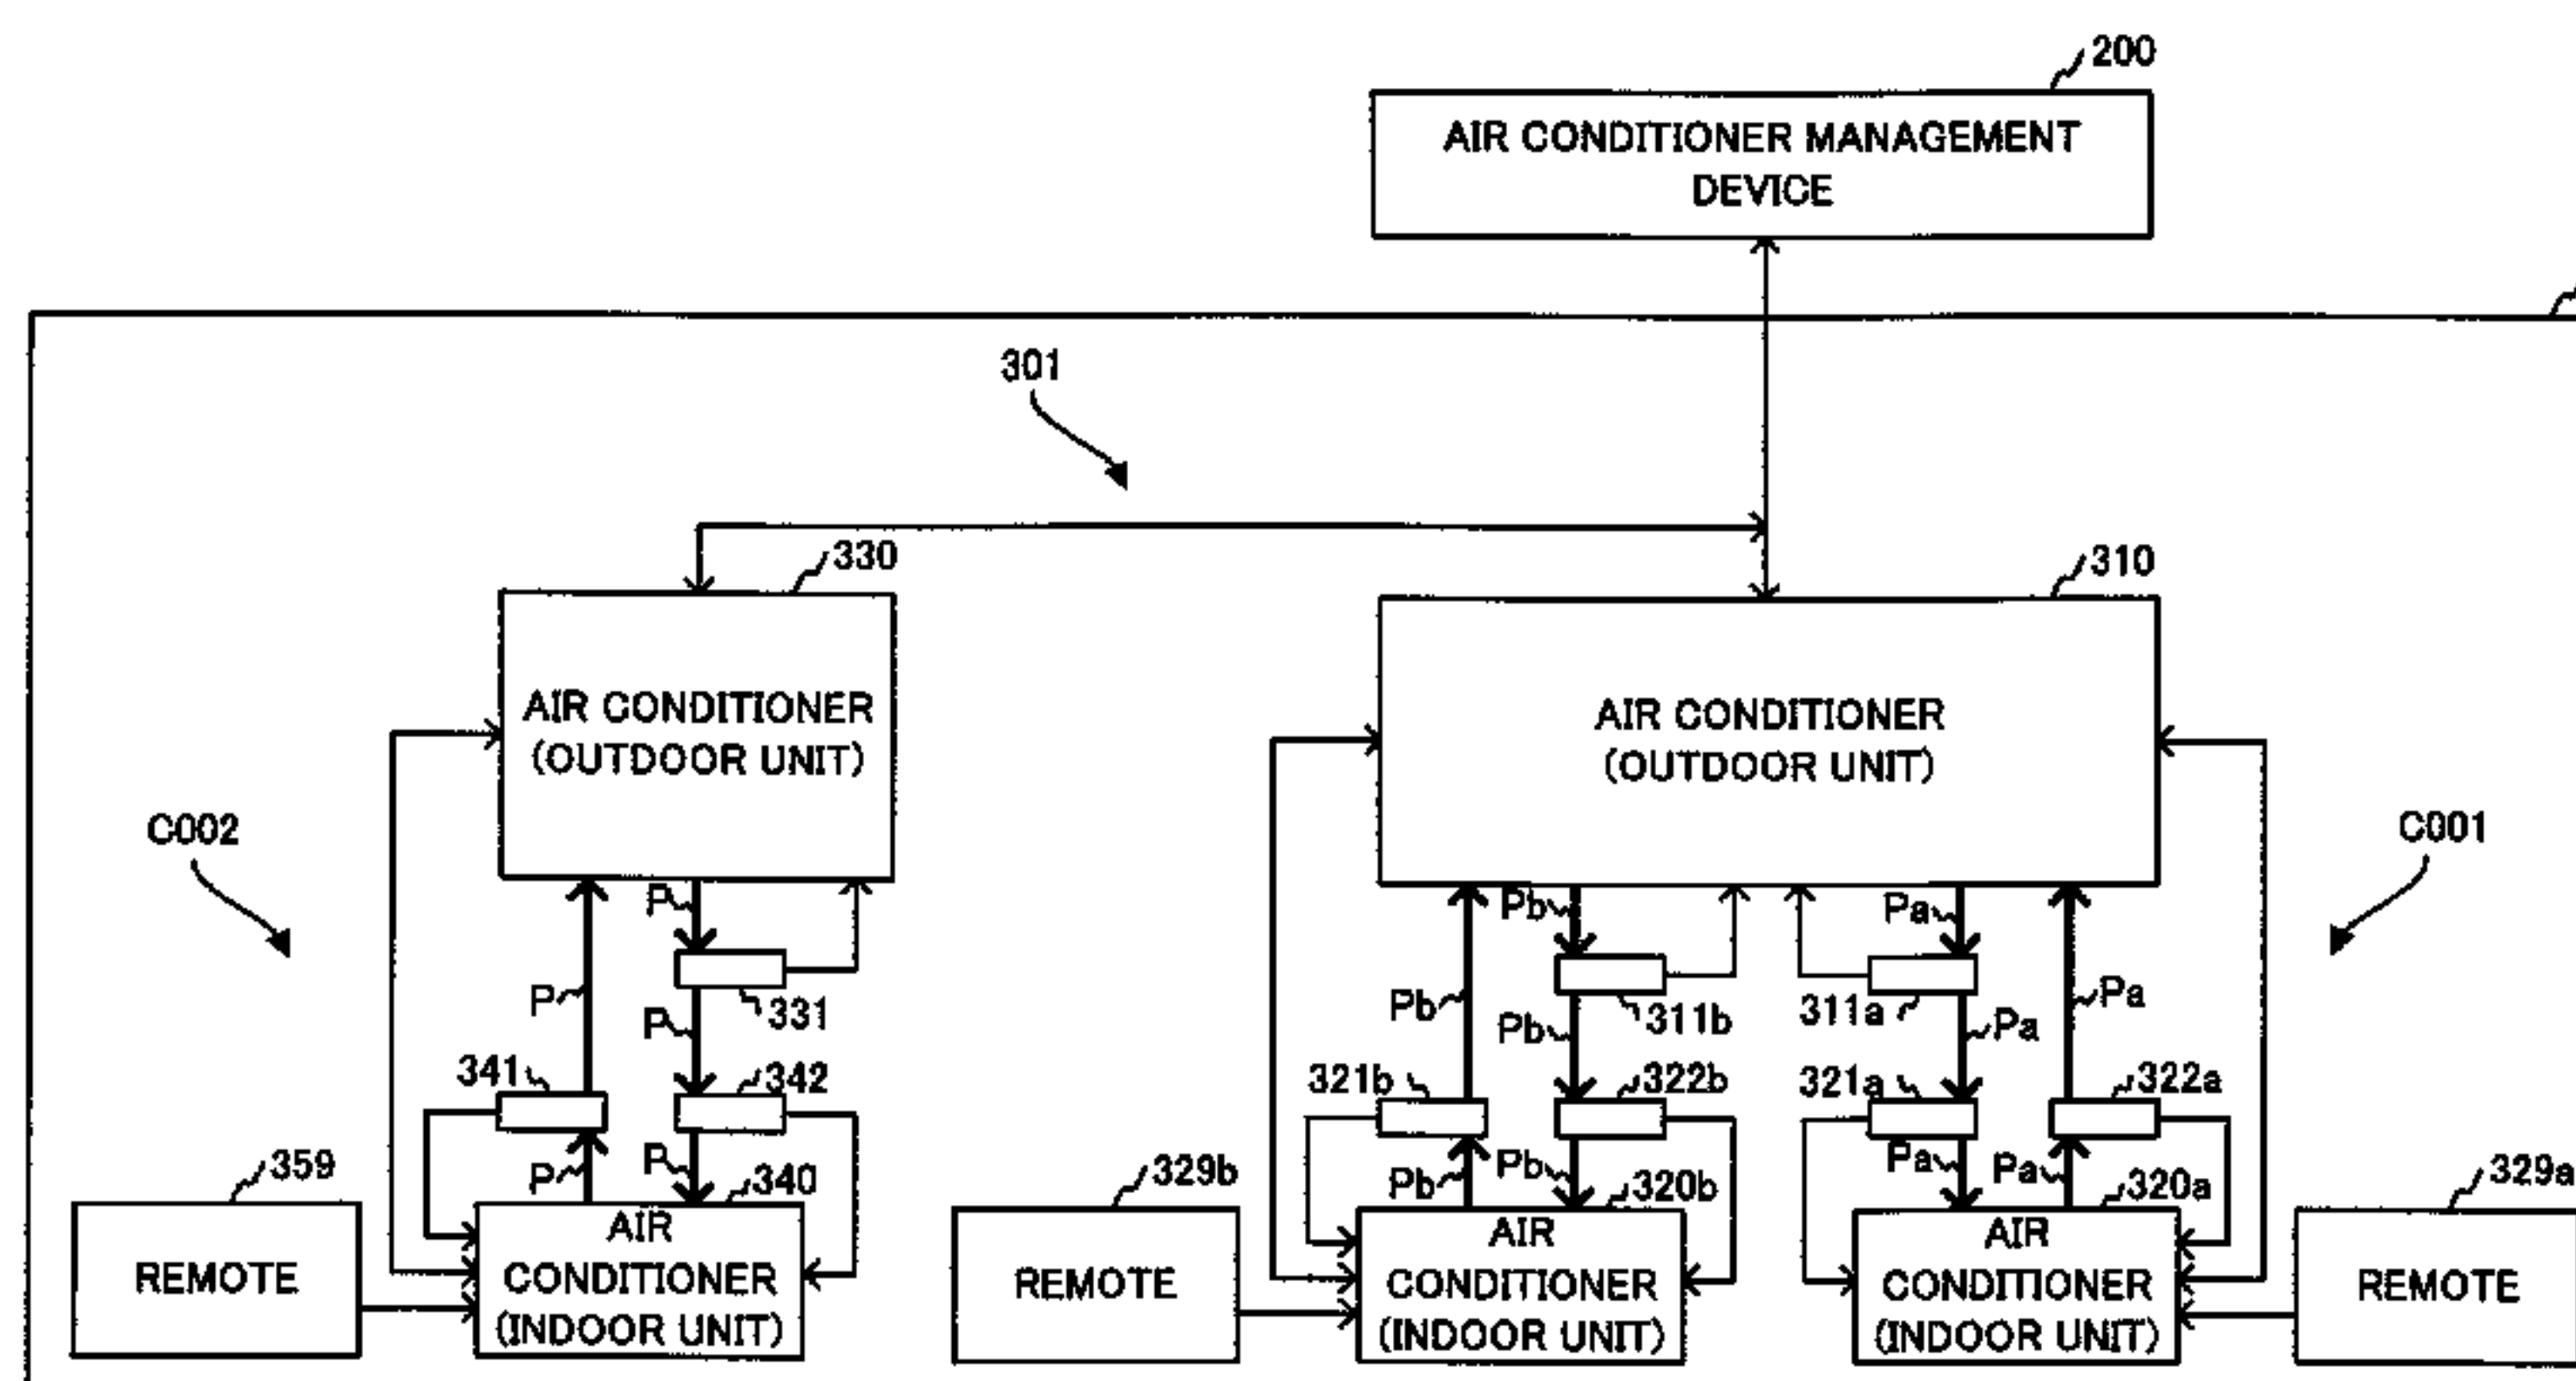 200
AIR CONDITIONER MANAGEMENT
DEVICE
301
330
310
AIR CONDITIONER
(OUTDOOR UNIT)
AIR CONDITIONER
(OUTDOOR UNIT)
C002
C001
P
Pb
Pa
P
331
P
Pb
311b
Pb
311a
Pa
Pa
341
342
321b
322b
321a
322a
P
P
Pb
Pb
Pa
Pa
359
340
329b
320b
320a
329a
REMOTE
AIR
CONDITIONER
(INDOOR UNIT)
REMOTE
AIR
CONDITIONER
(INDOOR UNIT)
AIR
CONDITIONER
(INDOOR UNIT)
REMOTE